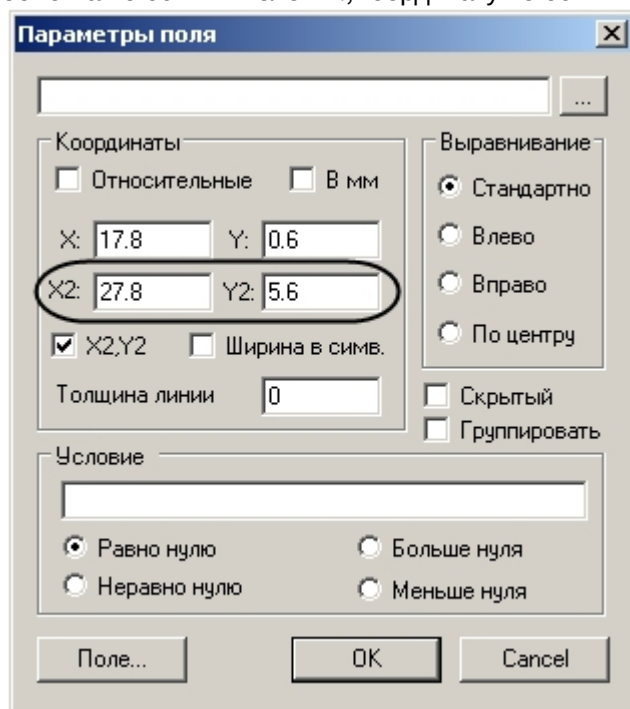 Параметры поля
...
Координаты
Относительные В мм
X: 17.8 Y: 0.6
X2: 27.8 Y2: 5.6
X2,Y2 Ширина в симв.
Толщина линии 0
Выравнивание
Стандартно
Влево
Вправо
По центру
Скрытый
Группировать
Условие
Равно нулю Больше нуля
Неравно нулю Меньше нуля
Поле... OK Cancel